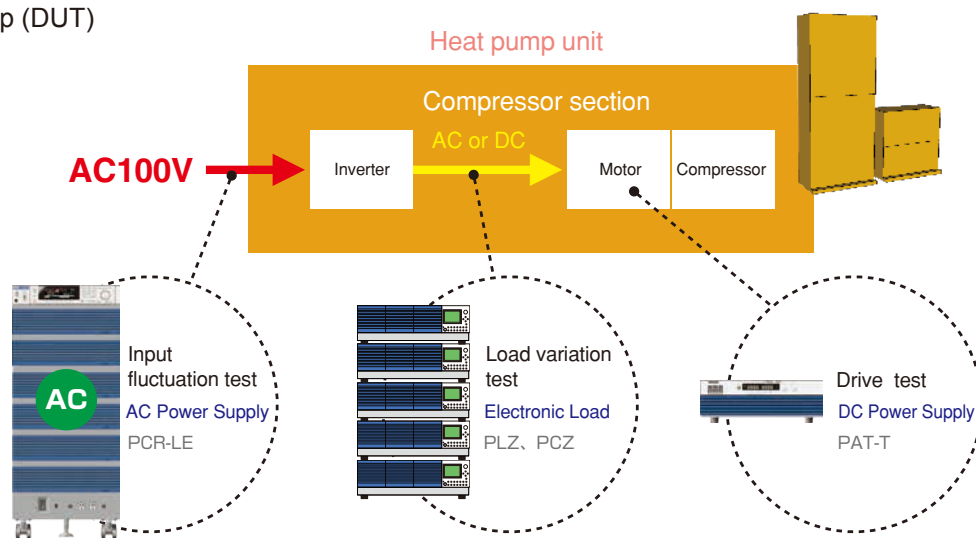 p (DUT)
Heat pump unit
Compressor section
AC or DC
AC100V
Inverter
Motor
Compressor
Input
fluctuation test
AC Power Supply
PCR-LE
AC
Load variation
test
Electronic Load
PLZ、PCZ
Drive test
DC Power Supply
PAT-T